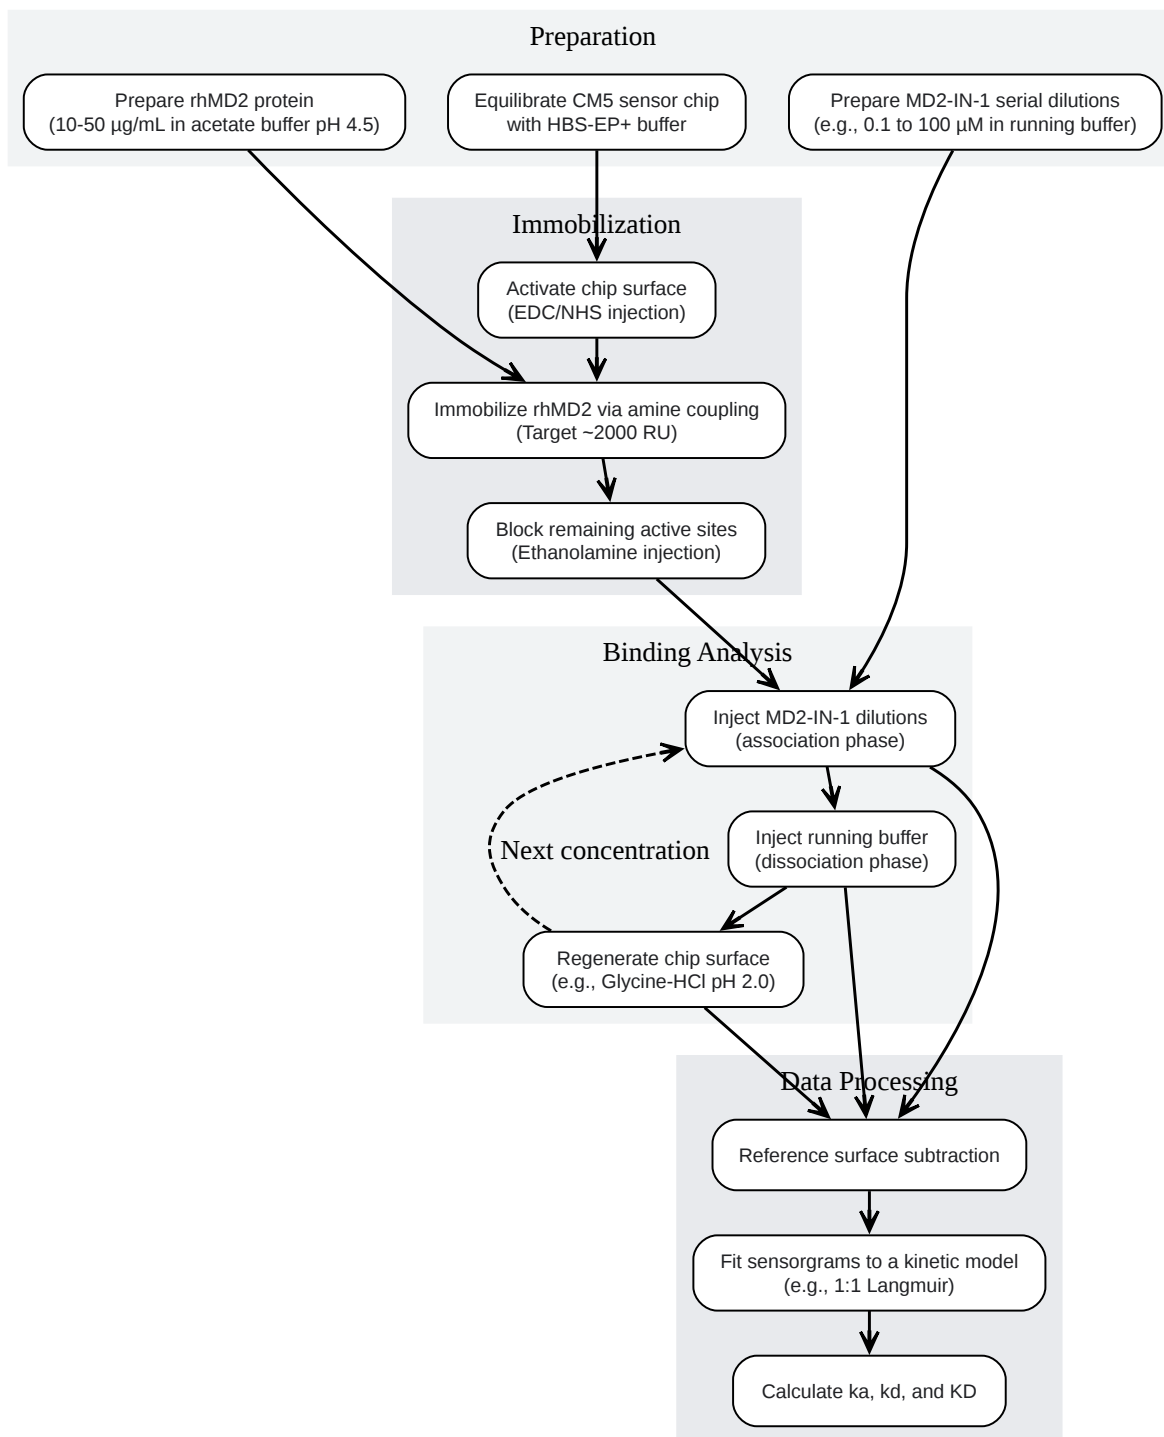 Preparation
Prepare rhMD2 protein
(10-50 µg/mL in acetate buffer pH 4.5)
Equilibrate CM5 sensor chip
with HBS-EP+ buffer
Prepare MD2-IN-1 serial dilutions
(e.g., 0.1 to 100 µM in running buffer)
Immobilization
Activate chip surface
(EDC/NHS injection)
Immobilize rhMD2 via amine coupling
(Target ~2000 RU)
Block remaining active sites
(Ethanolamine injection)
Binding Analysis
Inject MD2-IN-1 dilutions
(association phase)
Next concentration
Inject running buffer
(dissociation phase)
Regenerate chip surface
(e.g., Glycine-HCl pH 2.0)
Data Processing
Reference surface subtraction
Fit sensorgrams to a kinetic model
(e.g., 1:1 Langmuir)
Calculate ka, kd, and KD